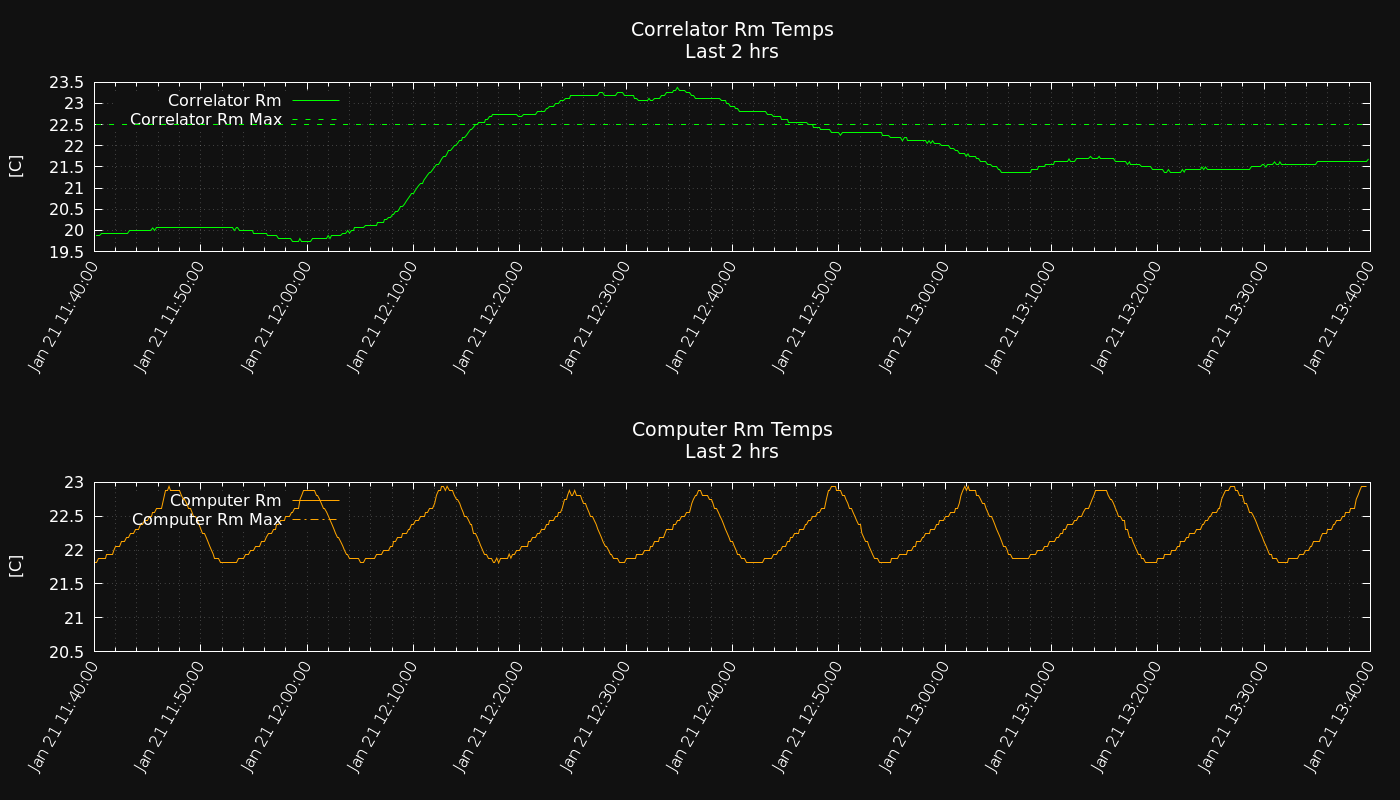 Correlator Rm Temps
Last 2 hrs
23.5
23
22.5
22
21.5
21
20.5
20
19.5
[C]
Correlator Rm
Correlator Rm Max
Jan 21 11:40:00
Jan 21 11:50:00
Jan 21 12:00:00
Jan 21 12:10:00
Jan 21 12:20:00
Jan 21 12:30:00
Jan 21 12:40:00
Jan 21 12:50:00
Jan 21 13:00:00
Jan 21 13:10:00
Jan 21 13:20:00
Jan 21 13:30:00
Jan 21 13:40:00
Computer Rm Temps
Last 2 hrs
23
22.5
22
21.5
21
20.5
[C]
Computer Rm
Computer Rm Max
Jan 21 11:40:00
Jan 21 11:50:00
Jan 21 12:00:00
Jan 21 12:10:00
Jan 21 12:20:00
Jan 21 12:30:00
Jan 21 12:40:00
Jan 21 12:50:00
Jan 21 13:00:00
Jan 21 13:10:00
Jan 21 13:20:00
Jan 21 13:30:00
Jan 21 13:40:00